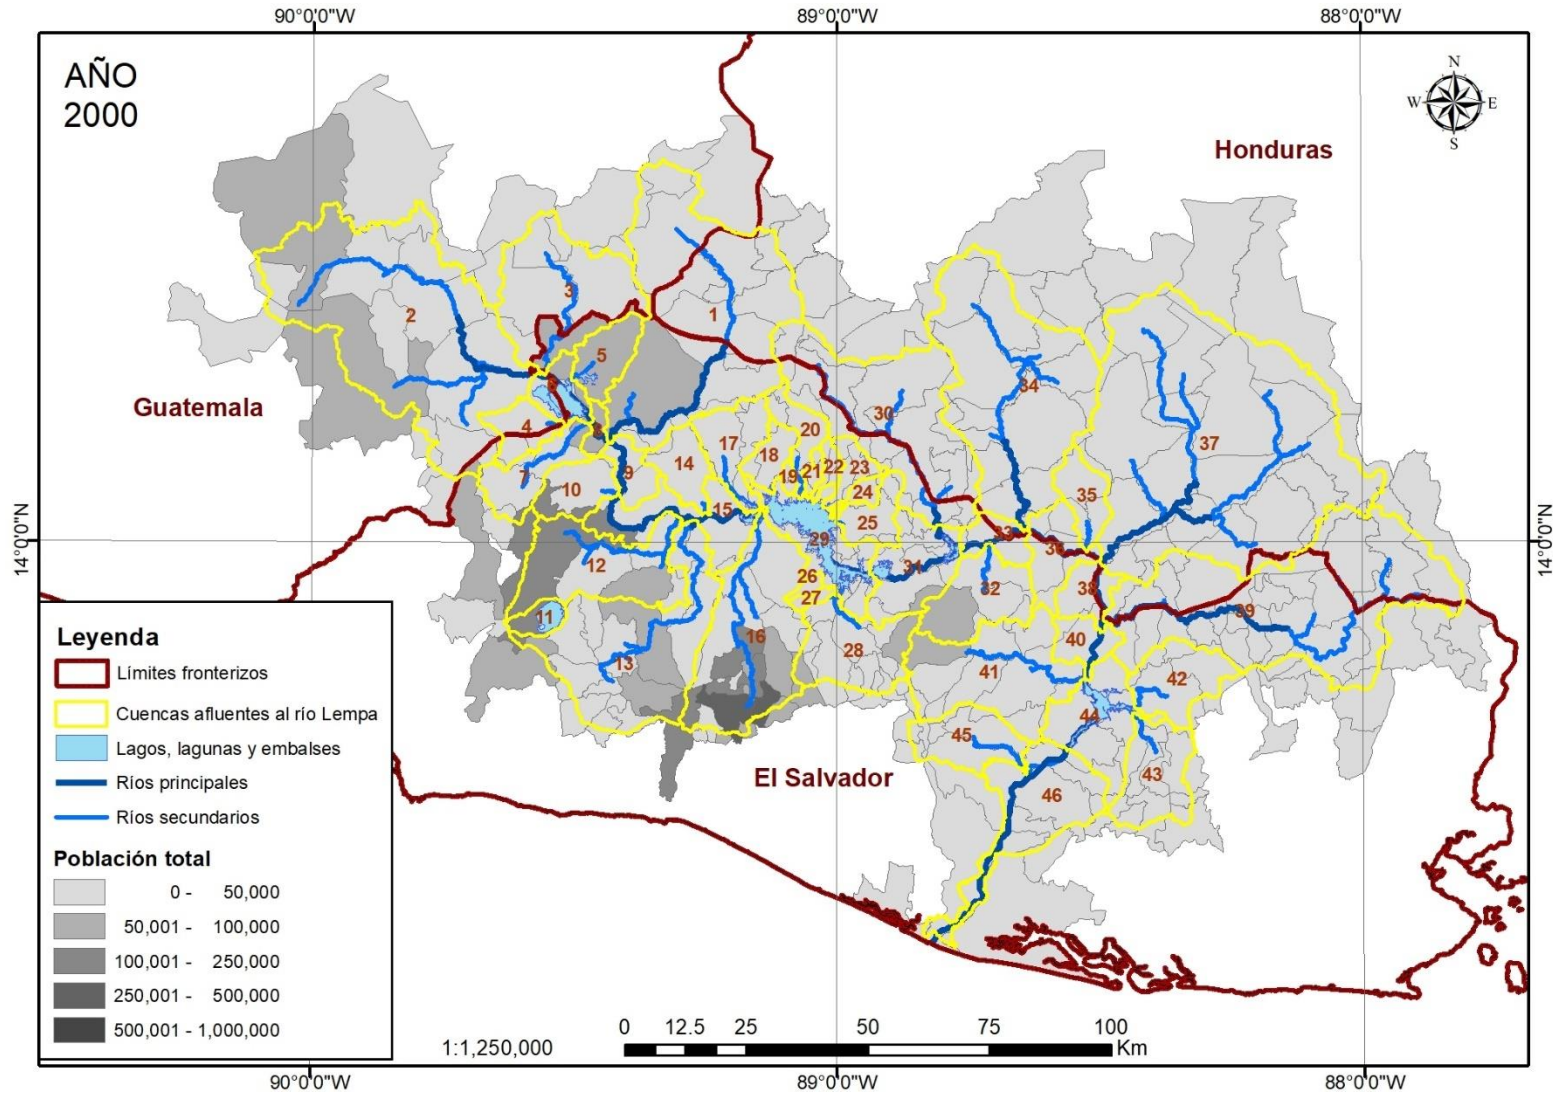 90°0'0"W 89°0'0"W 88°0'0"W
AÑO
2000
N
W E
S
Honduras
Guatemala
El Salvador
14°0'0"N
14°0'0"N
1
2
3
4
5
6
7
8
9
10
11
12
13
14
15
16
17
18
19
20
21
22
23
24
25
26
27
28
29
30
31
32
33
34
35
36
37
38
39
40
41
42
43
44
45
46
Leyenda
Límites fronterizos
Cuencas afluentes al río Lempa
Lagos, lagunas y embalses
Ríos principales
Ríos secundarios
Población total
0 - 50,000
50,001 - 100,000
100,001 - 250,000
250,001 - 500,000
500,001 - 1,000,000
0 12.5 25 50 75 100
1:1,250,000 Km
90°0'0"W 89°0'0"W 88°0'0"W